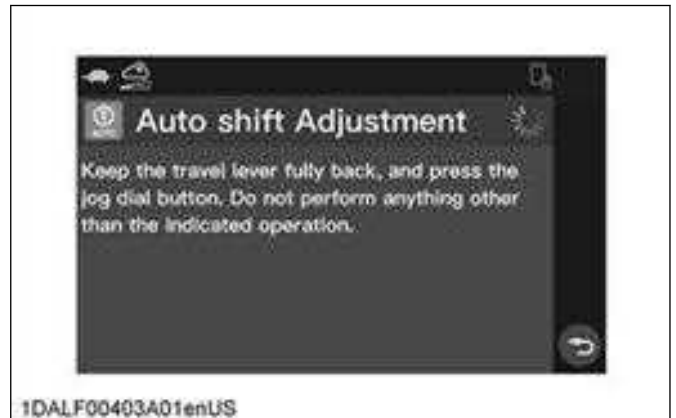 Auto shift Adjustment
Keep the travel lever fully back, and press the
jog dial button. Do not perform anything other
than the indicated operation.
1DALF00403A01enUS